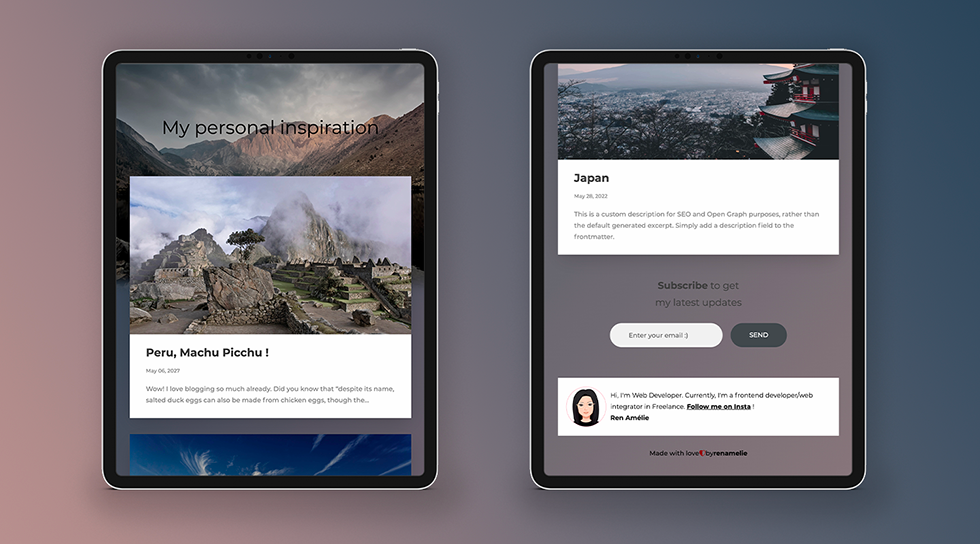 My personal inspiration
Peru, Machu Picchu !
May 06, 2027
Wow! I love blogging so much already. Did you know that "despite its name,
salted duck eggs can also be made from chicken eggs, though the...
Japan
May 28, 2022
This is a custom description for SEO and Open Graph purposes, rather than
the default generated excerpt. Simply add a description field to the
frontmatter.
Subscribe to get
my latest updates
Enter your email :)
SEND
Hi, I'm Web Developer. Currently, I'm a frontend developer/web
integrator in Freelance. Follow me on Insta !
Ren Amélie
Made with love by renamelie